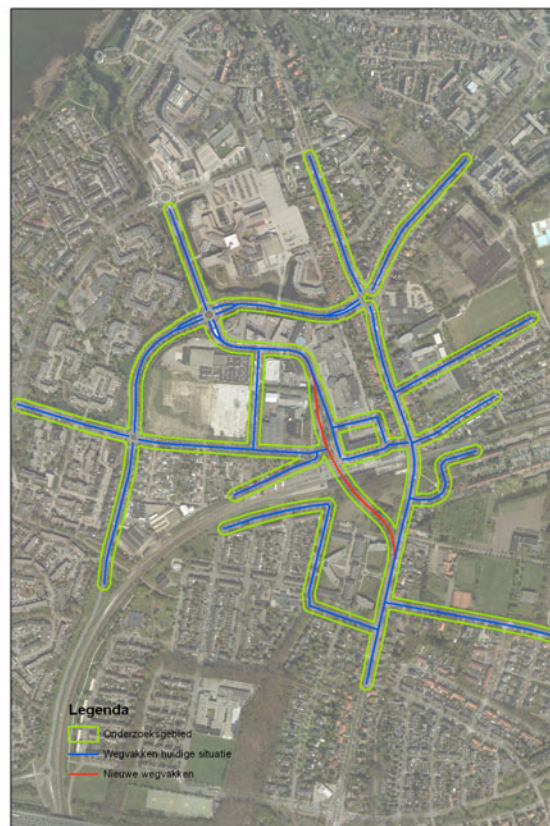 Legenda
Onderzoeksgebied
Wegvakken huidige situatie
Nieuwe wegvakken